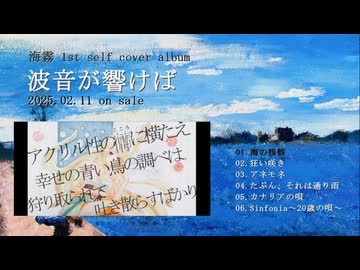 海霧 1st self cover album
波音が響けば
2025.02.11 on sale
アクリル性の情に横たえ
幸せの青い鳥の調べは
狩り取られて 吐き散らすばかり
01.海の残骸
02.狂い咲き
03.アネモネ
04.たぶん、それは通り雨
05.カナリアの唄
06.Sinfonia～20歳の唄～